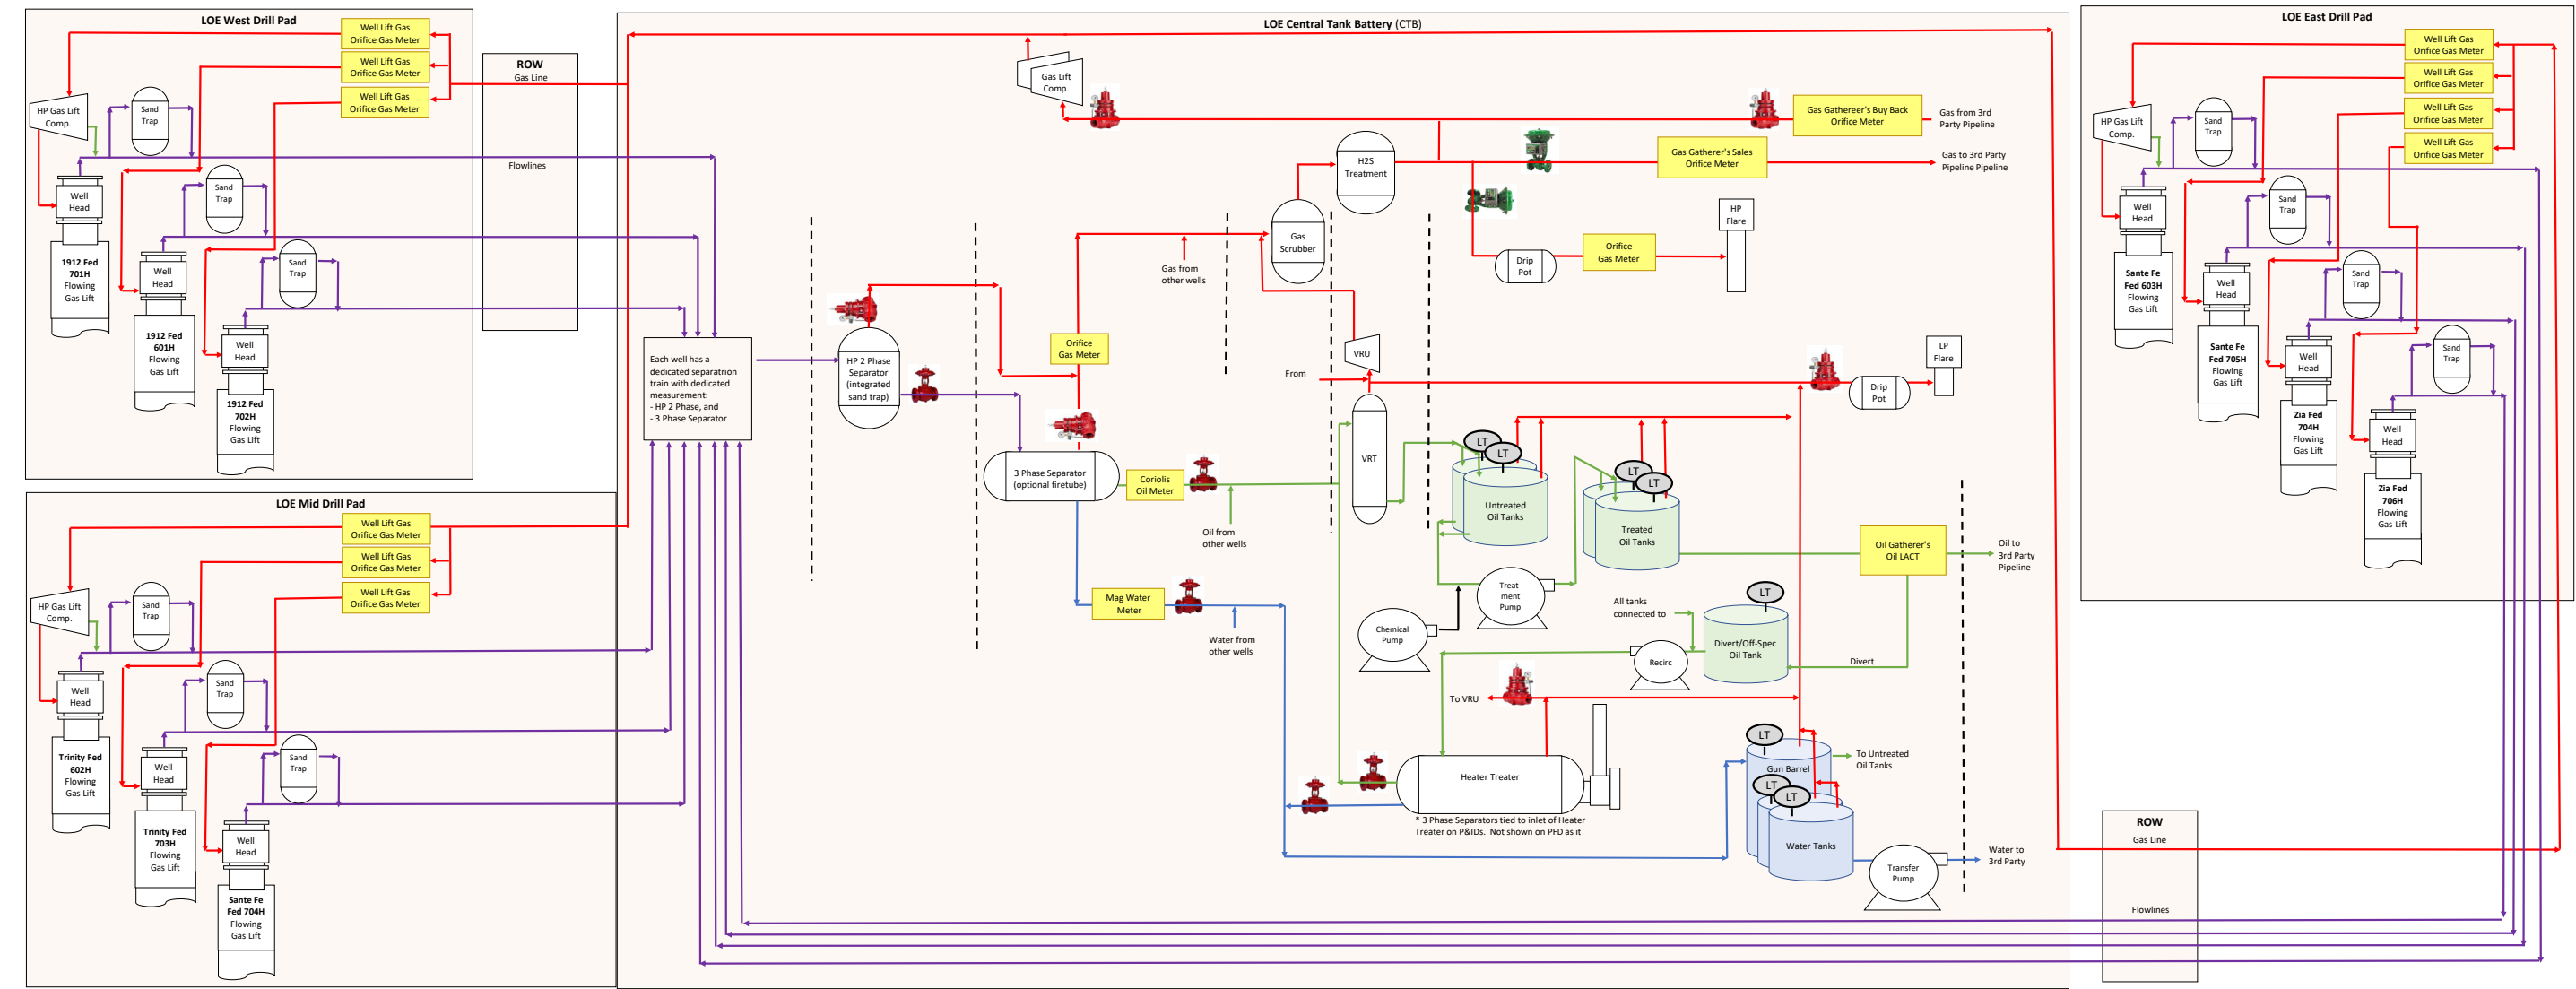 LOE West Drill Pad
Well Lift Gas
Orifice Gas Meter
Well Lift Gas
Orifice Gas Meter
Well Lift Gas
Orifice Gas Meter
HP Gas Lift
Comp.
Sand
Trap
Well
Head
1912 Fed
701H
Flowing
Gas Lift
Sand
Trap
Well
Head
1912 Fed
601H
Flowing
Gas Lift
Sand
Trap
Well
Head
1912 Fed
702H
Flowing
Gas Lift
ROW
Gas Line
Flowlines
LOE Mid Drill Pad
Well Lift Gas
Orifice Gas Meter
Well Lift Gas
Orifice Gas Meter
Well Lift Gas
Orifice Gas Meter
HP Gas Lift
Comp.
Sand
Trap
Well
Head
Trinity Fed
602H
Flowing
Gas Lift
Sand
Trap
Well
Head
Trinity Fed
703H
Flowing
Gas Lift
Sand
Trap
Well
Head
Sante Fe
Fed 704H
Flowing
Gas Lift
LOE Central Tank Battery (CTB)
Gas Lift
Comp.
Gas Gathereer's Buy Back
Orifice Meter
Gas from 3rd
Party Pipeline
H2S
Treatment
Gas Gatherer's Sales
Orifice Meter
Gas to 3rd Party
Pipeline Pipeline
HP
Flare
Gas
Scrubber
Drip
Pot
Orifice
Gas Meter
Gas from
other wells
Each well has a
dedicated separatrion
train with dedicated
measurement:
- HP 2 Phase, and
- 3 Phase Separator
HP 2 Phase
Separator
(integrated
sand trap)
Orifice
Gas Meter
VRU
From
LP
Flare
Drip
Pot
3 Phase Separator
(optional firetube)
Coriolis
Oil Meter
Oil from
other wells
VRT
LT
LT
Untreated
Oil Tanks
LT
LT
Treated
Oil Tanks
Oil Gatherer's
Oil LACT
Oil to
3rd Party
Pipeline
Mag Water
Meter
Water from
other wells
Treat-
ment
Pump
Chemical
Pump
All tanks
connected to
LT
Divert/Off-Spec
Oil Tank
Recirc
Divert
To VRU
Heater Treater
* 3 Phase Separators tied to inlet of Heater
Treater on P&IDs.  Not shown on PFD as it
LT
Gun Barrel
To Untreated
Oil Tanks
LT
LT
Water Tanks
Transfer
Pump
Water to
3rd Party
LOE East Drill Pad
Well Lift Gas
Orifice Gas Meter
Well Lift Gas
Orifice Gas Meter
Well Lift Gas
Orifice Gas Meter
Well Lift Gas
Orifice Gas Meter
HP Gas Lift
Comp.
Sand
Trap
Well
Head
Sante Fe
Fed 603H
Flowing
Gas Lift
Sand
Trap
Well
Head
Sante Fe
Fed 705H
Flowing
Gas Lift
Sand
Trap
Well
Head
Zia Fed
704H
Flowing
Gas Lift
Sand
Trap
Well
Head
Zia Fed
706H
Flowing
Gas Lift
ROW
Gas Line
Flowlines